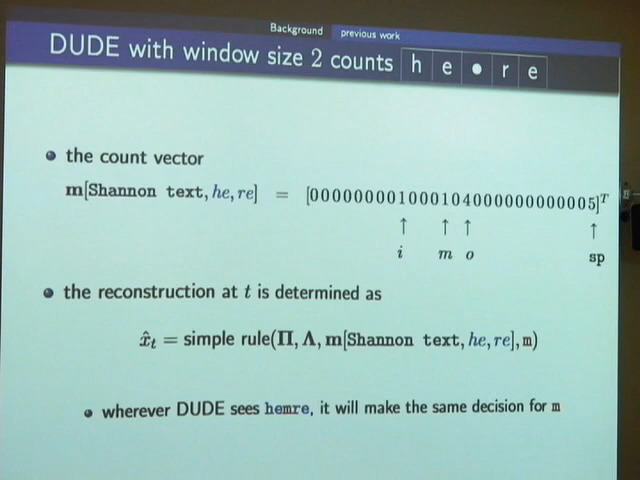 Background previous work
DUDE with window size 2 counts h e • r e
• the count vector
m[Shannon text, he, re] = [000000001000104000000000005]ᵀ
↑ ↑ ↑ ↑
i m o sp
• the reconstruction at t is determined as
x̂ₜ = simple rule(Π, Λ, m[Shannon text, he, re], m)
• wherever DUDE sees hemre, it will make the same decision for m